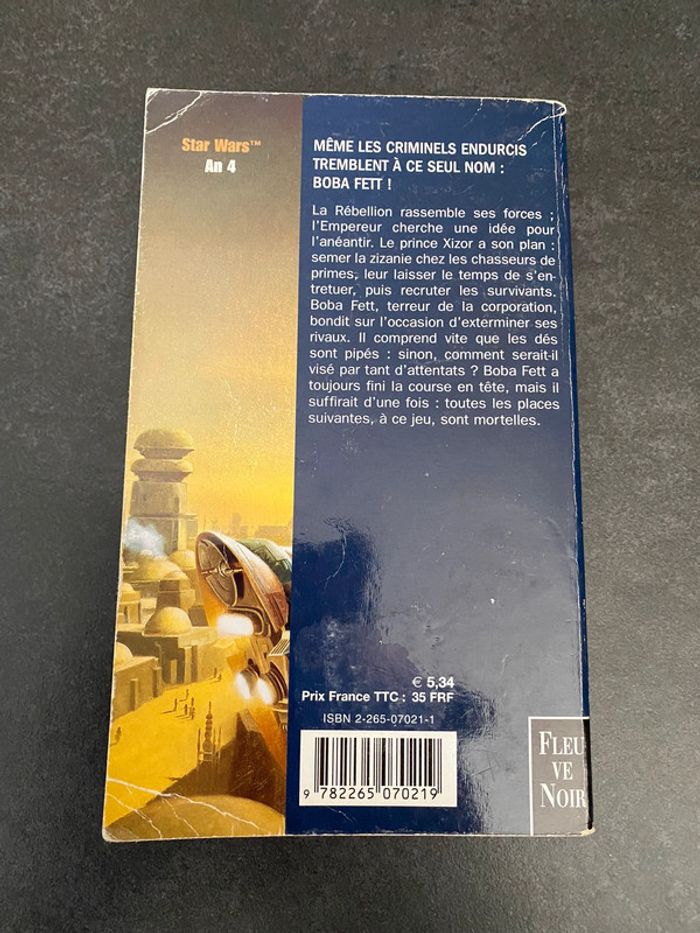 Star Wars™
An 4
MÊME LES CRIMINELS ENDURCIS
TREMBLENT À CE SEUL NOM :
BOBA FETT !
La Rébellion rassemble ses forces ;
l'Empereur cherche une idée pour
l'anéantir. Le prince Xizor a son plan :
semer la zizanie chez les chasseurs de
primes, leur laisser le temps de s'en-
tretuer, puis recruter les survivants.
Boba Fett, terreur de la corporation,
bondit sur l'occasion d'exterminer ses
rivaux. Il comprend vite que les dés
sont pipés : sinon, comment serait-il
visé par tant d'attentats ? Boba Fett a
toujours fini la course en tête, mais il
suffirait d'une fois : toutes les places
suivantes, à ce jeu, sont mortelles.
€ 5,34
Prix France TTC : 35 FRF
ISBN 2-265-07021-1
9 782265 070219
FLEU
VE
NOIR